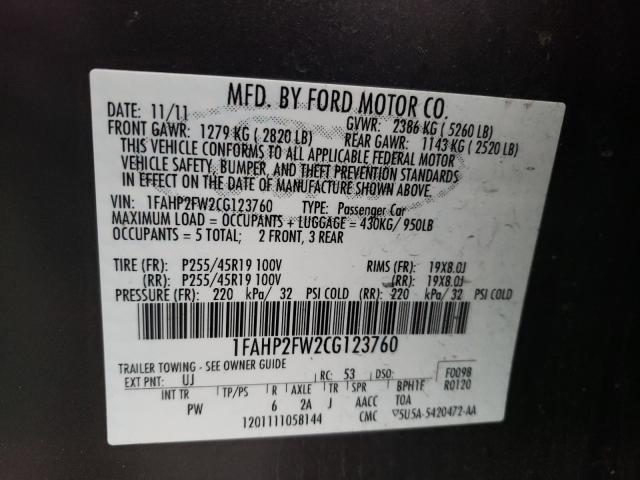 MFD. BY FORD MOTOR CO.
DATE: 11/11 GVWR: 2386 KG ( 5260 LB)
FRONT GAWR: 1279 KG ( 2820 LB) REAR GAWR: 1143 KG ( 2520 LB)
THIS VEHICLE CONFORMS TO ALL APPLICABLE FEDERAL MOTOR
VEHICLE SAFETY, BUMPER, AND THEFT PREVENTION STANDARDS
IN EFFECT ON THE DATE OF MANUFACTURE SHOWN ABOVE.
VIN: 1FAHP2FW2CG123760 TYPE: Passenger Car
MAXIMUM LOAD = OCCUPANTS + LUGGAGE = 430KG/ 950LB
OCCUPANTS = 5 TOTAL; 2 FRONT, 3 REAR
TIRE (FR): P255/45R19 100V RIMS (FR): 19X8.0J
(RR): P255/45R19 100V (RR): 19X8.0J
PRESSURE (FR): 220 kPa/ 32 PSI COLD (RR): 220 kPa/ 32 PSI COLD
1FAHP2FW2CG123760
TRAILER TOWING - SEE OWNER GUIDE F0098
EXT PNT: UJ RC: 53 DSO: R0120
INT TR TP/PS R AXLE TR SPR BPH1F
PW 6 2A J AACC TOA
1201111058144 CMC ▽5U5A-5420472-AA